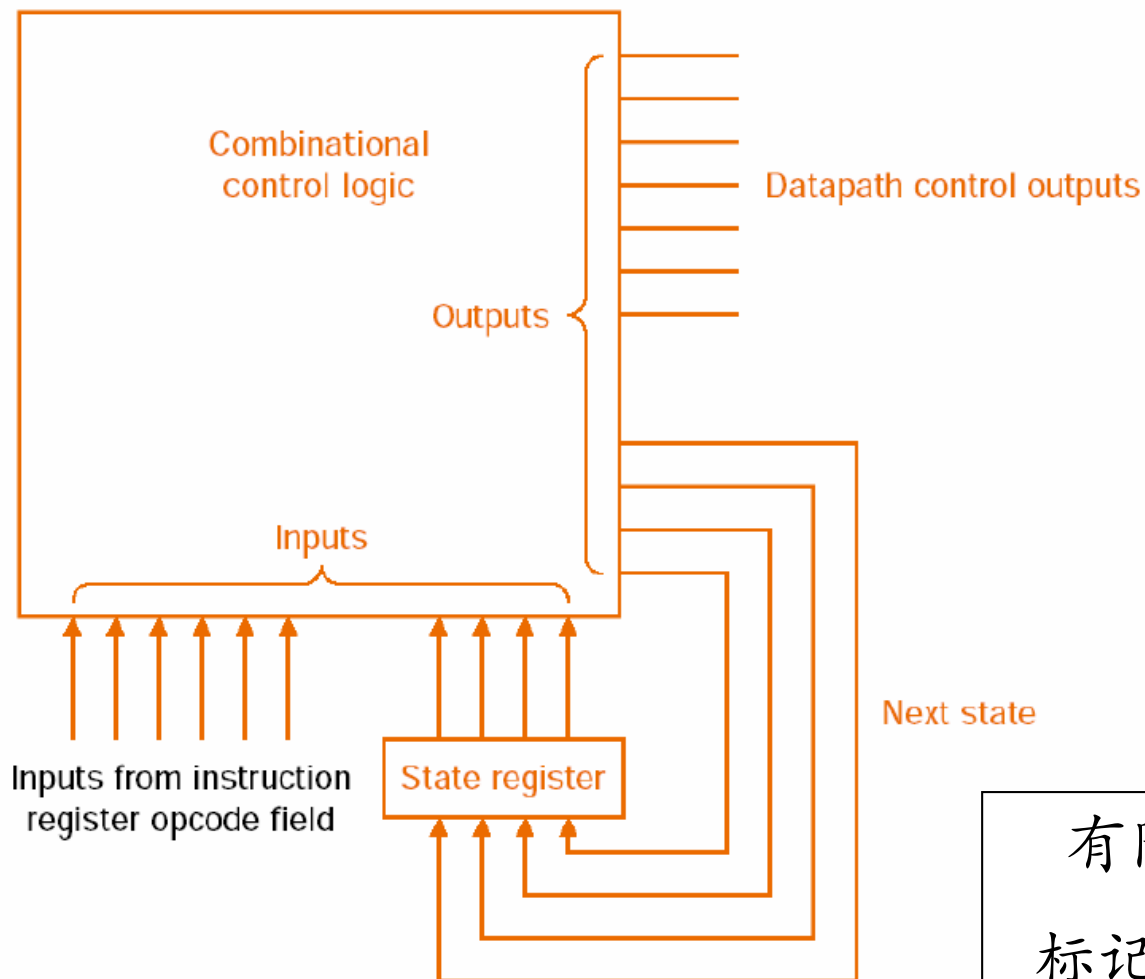 Combinational
control logic
Datapath control outputs
Outputs
Inputs
Next state
Inputs from instruction
register opcode field
State register
有
标记